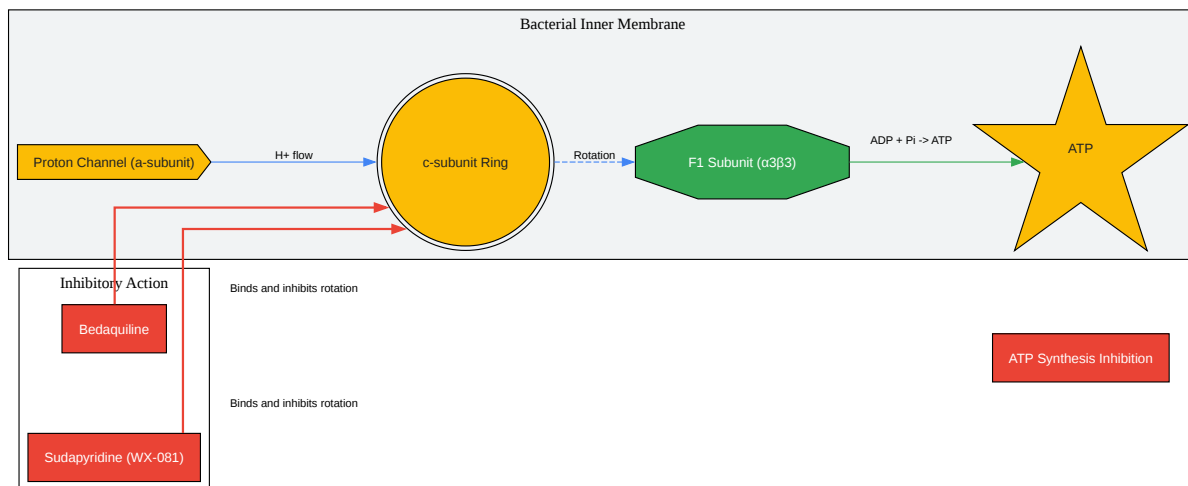 Bacterial Inner Membrane
Proton Channel (a-subunit)
H+ flow
c-subunit Ring
Rotation
F1 Subunit (α3β3)
ADP + Pi -> ATP
ATP
Inhibitory Action
Binds and inhibits rotation
Bedaquiline
ATP Synthesis Inhibition
Binds and inhibits rotation
Sudapyridine (WX-081)